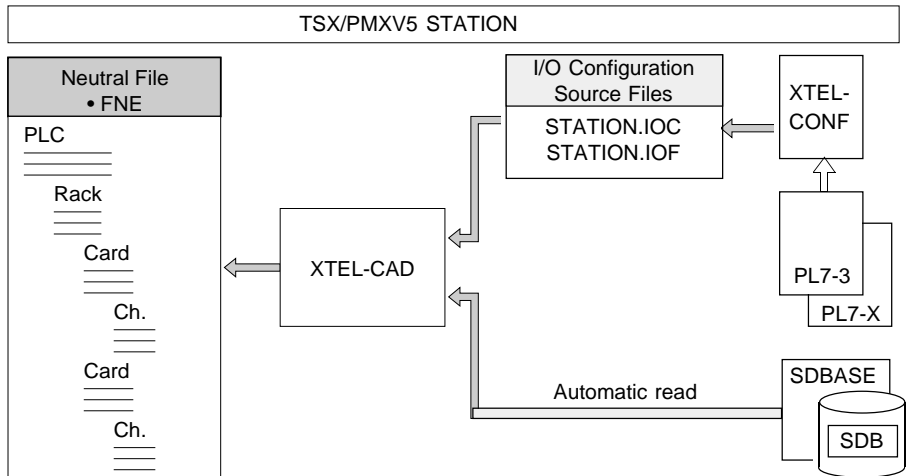 TSX/PMXV5 STATION
Neutral File
• FNE
PLC
Rack
Card
Ch.
Card
Ch.
XTEL-CAD
I/O Configuration
Source Files
STATION.IOC
STATION.IOF
XTEL-
CONF
PL7-3
PL7-X
Automatic read
SDBASE
SDB